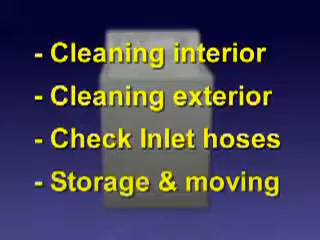 - Cleaning interior
- Cleaning exterior
- Check Inlet hoses
- Storage & moving